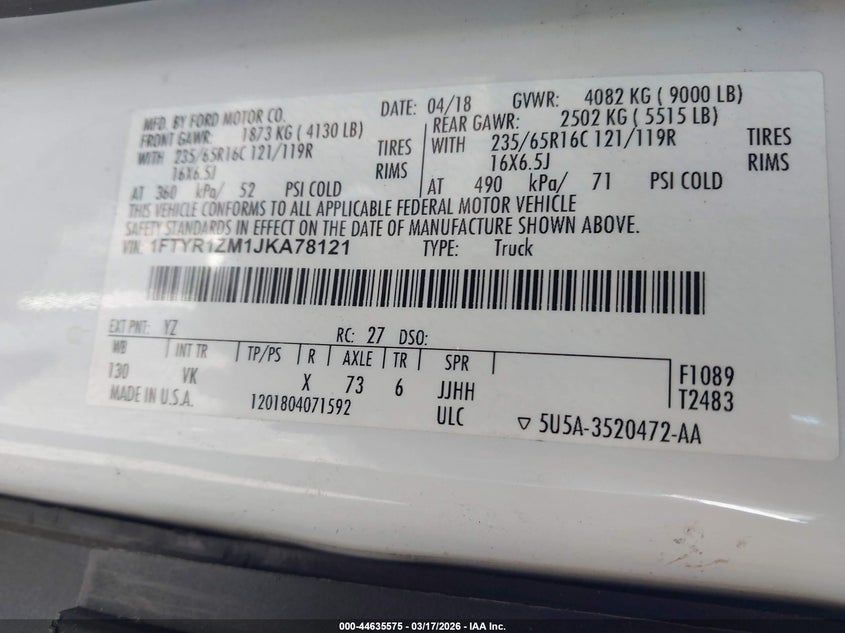 MFD. BY FORD MOTOR CO.
DATE: 04/18 GVWR: 4082 KG ( 9000 LB)
FRONT GAWR: 1873 KG ( 4130 LB)
WITH 235/65R16C 121/119R TIRES
16X6.5J RIMS
AT 360 kPa/ 52 PSI COLD
REAR GAWR: 2502 KG ( 5515 LB)
WITH 235/65R16C 121/119R TIRES
16X6.5J RIMS
AT 490 kPa/ 71 PSI COLD
THIS VEHICLE CONFORMS TO ALL APPLICABLE FEDERAL MOTOR VEHICLE
SAFETY STANDARDS IN EFFECT ON THE DATE OF MANUFACTURE SHOWN ABOVE.
VIN: 1FTYR1ZM1JKA78121 TYPE: Truck
EXT PNT: YZ RC: 27 DSO:
WB INT TR TP/PS R AXLE TR SPR
130 VK X 73 6 JJHH
F1089
T2483
MADE IN U.S.A. 1201804071592 ULC
5U5A-3520472-AA
000-44635575 — 03/17/2026 — IAA Inc.